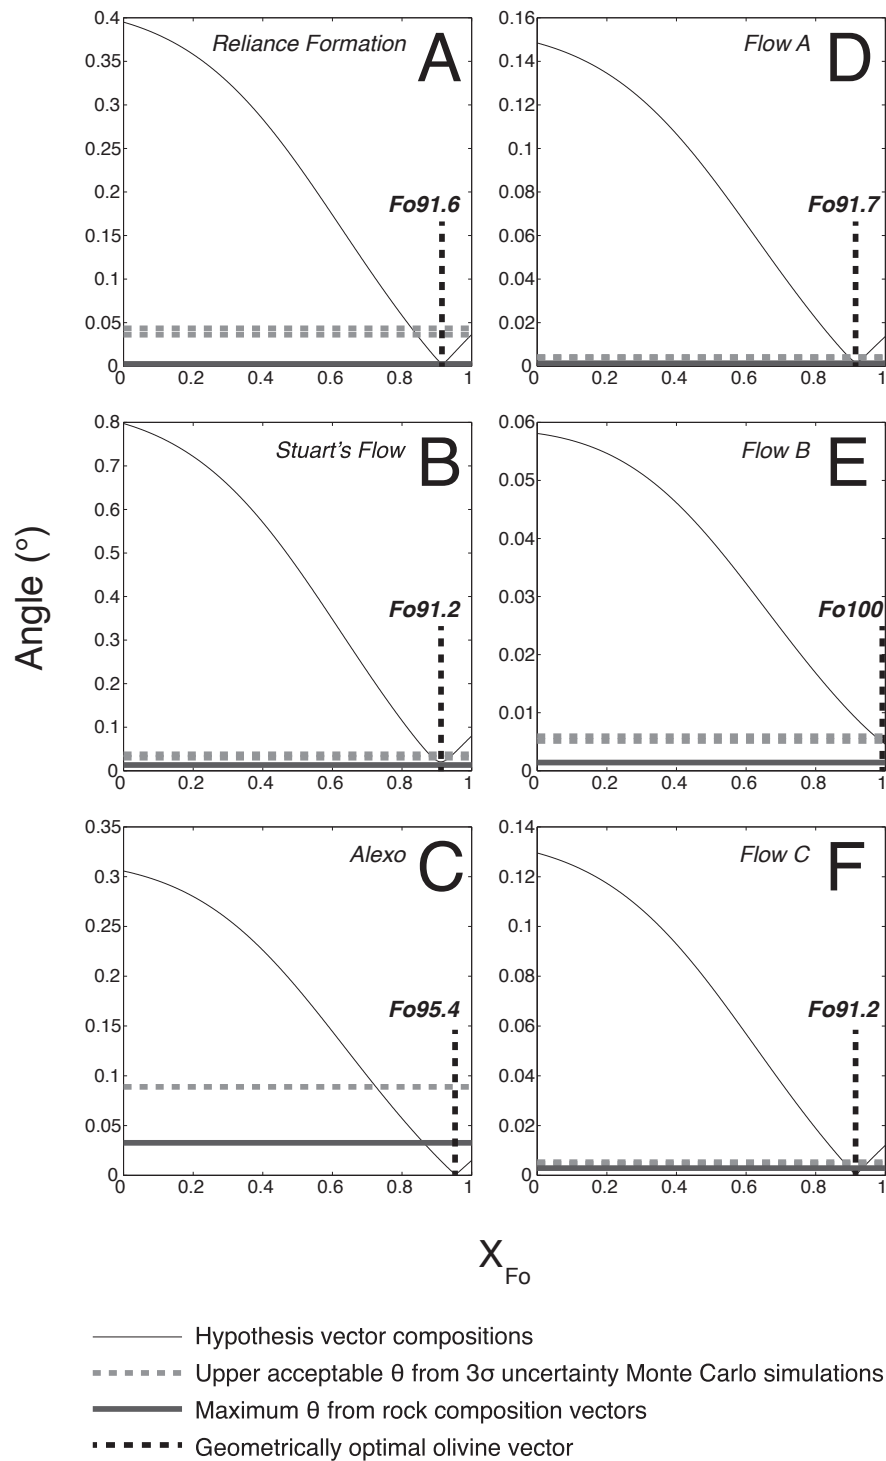 Angle (°)
Reliance Formation
A
Fo91.6
0.4
0.35
0.3
0.25
0.2
0.15
0.1
0.05
0
0 0.2 0.4 0.6 0.8 1
Flow A
D
Fo91.7
0.16
0.14
0.12
0.1
0.08
0.06
0.04
0.02
0
0 0.2 0.4 0.6 0.8 1
Stuart's Flow
B
Fo91.2
0.8
0.7
0.6
0.5
0.4
0.3
0.2
0.1
0
0 0.2 0.4 0.6 0.8 1
Flow B
E
Fo100
0.06
0.05
0.04
0.03
0.02
0.01
0
0 0.2 0.4 0.6 0.8 1
Alexo
C
Fo95.4
0.35
0.3
0.25
0.2
0.15
0.1
0.05
0
0 0.2 0.4 0.6 0.8 1
Flow C
F
Fo91.2
0.14
0.12
0.1
0.08
0.06
0.04
0.02
0
0 0.2 0.4 0.6 0.8 1
X Fo
Hypothesis vector compositions
Upper acceptable θ from 3σ uncertainty Monte Carlo simulations
Maximum θ from rock composition vectors
Geometrically optimal olivine vector